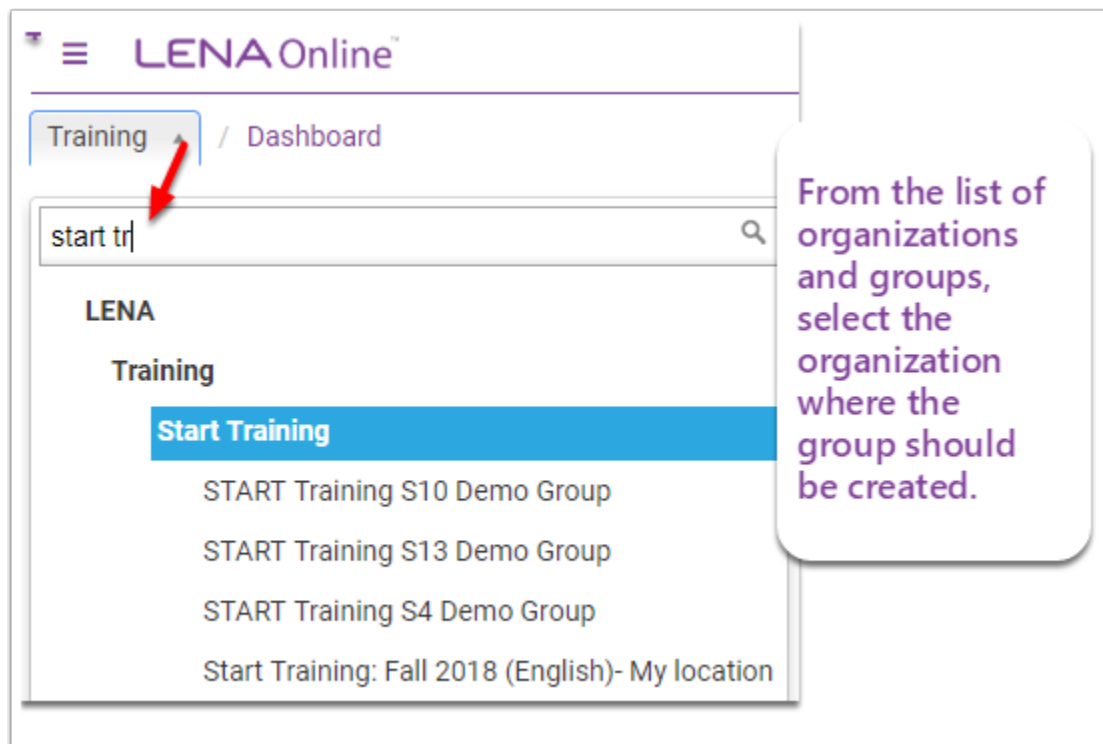 LENA Online™
Training / Dashboard
start tr
LENA
Training
Start Training
START Training S10 Demo Group
START Training S13 Demo Group
START Training S4 Demo Group
Start Training: Fall 2018 (English)- My location
From the list of
organizations
and groups,
select the
organization
where the
group should
be created.